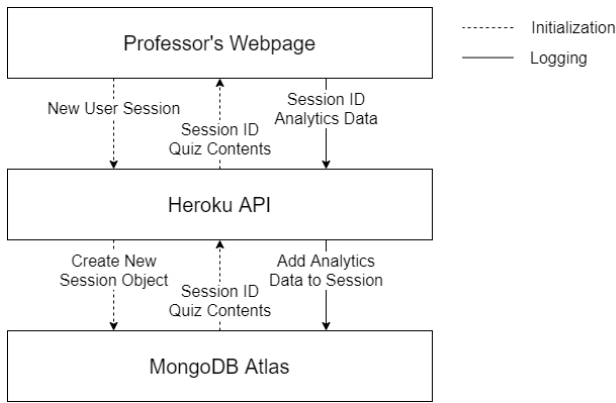 Professor's Webpage
Initialization
Logging
New User Session
Session ID
Quiz Contents
Session ID
Analytics Data
Heroku API
Create New
Session Object
Session ID
Quiz Contents
Add Analytics
Data to Session
MongoDB Atlas